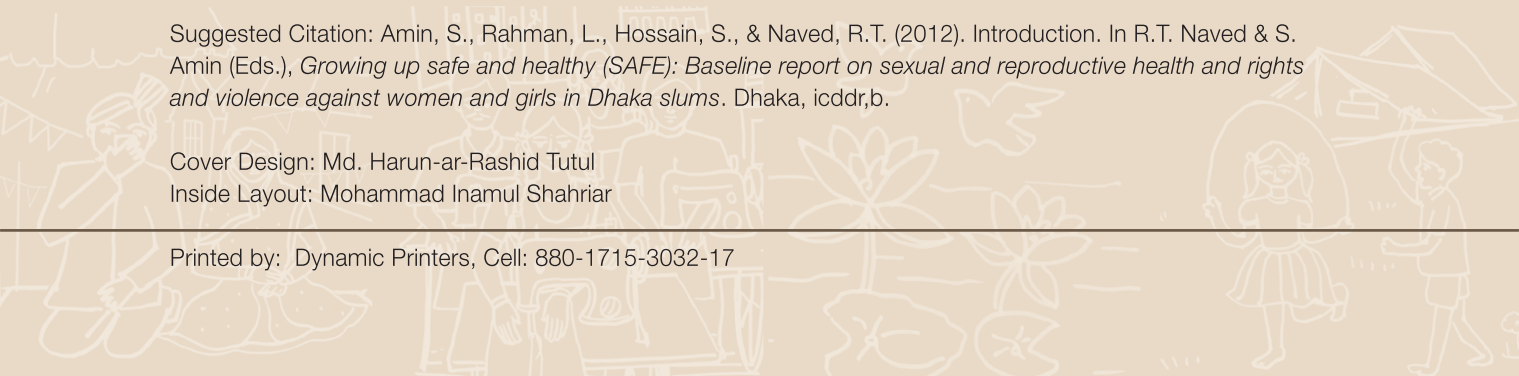 Suggested Citation: Amin, S., Rahman, L., Hossain, S., & Naved, R.T. (2012). Introduction. In R.T. Naved & S.
Amin (Eds.), Growing up safe and healthy (SAFE): Baseline report on sexual and reproductive health and rights
and violence against women and girls in Dhaka slums. Dhaka, icddr,b.
Cover Design: Md. Harun-ar-Rashid Tutul
Inside Layout: Mohammad Inamul Shahriar
Printed by:  Dynamic Printers, Cell: 880-1715-3032-17